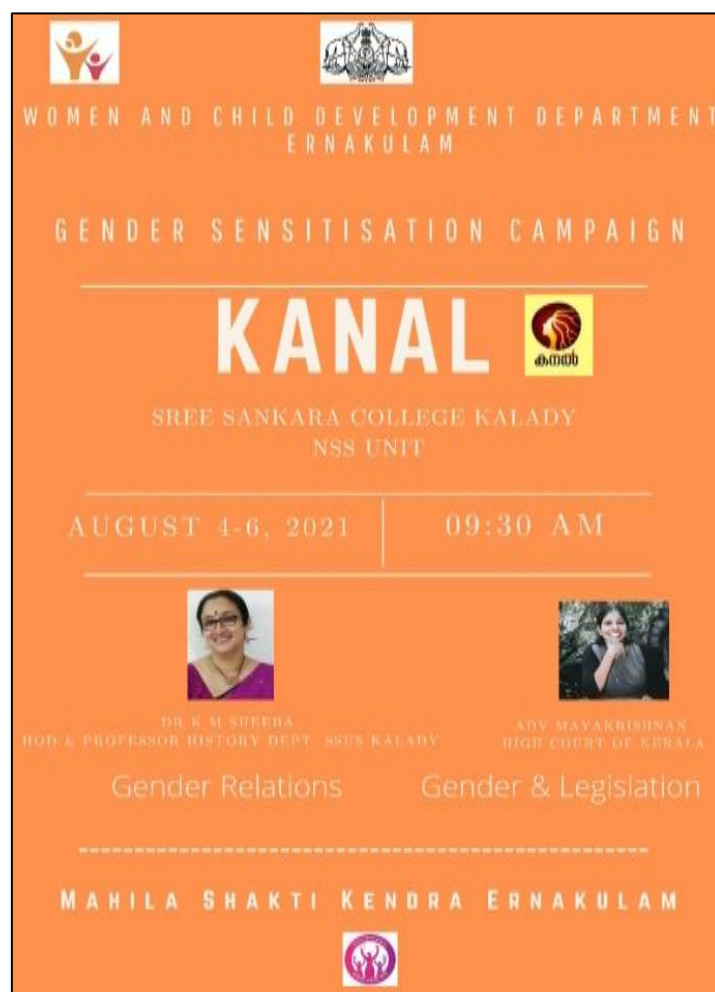 WOMEN AND CHILD DEVELOPMENT DEPARTMENT
ERNAKULAM
GENDER SENSITISATION CAMPAIGN
KANAL
കനൽ
SREE SANKARA COLLEGE KALADY
NSS UNIT
AUGUST 4-6, 2021
09:30 AM
DR K M SHEEBA
HOD & PROFESSOR HISTORY DEPT SSUS KALADY
Gender Relations
ADV MAYAKRISHNAN
HIGH COURT OF KERALA
Gender & Legislation
MAHILA SHAKTI KENDRA ERNAKULAM